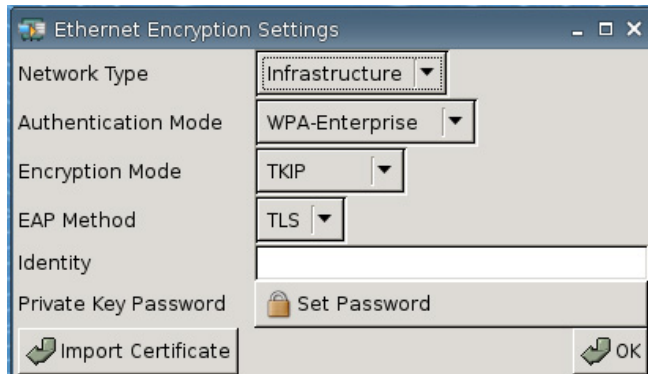 Ethernet Encryption Settings
Network Type Infrastructure
Authentication Mode WPA-Enterprise
Encryption Mode TKIP
EAP Method TLS
Identity
Private Key Password Set Password
Import Certificate OK